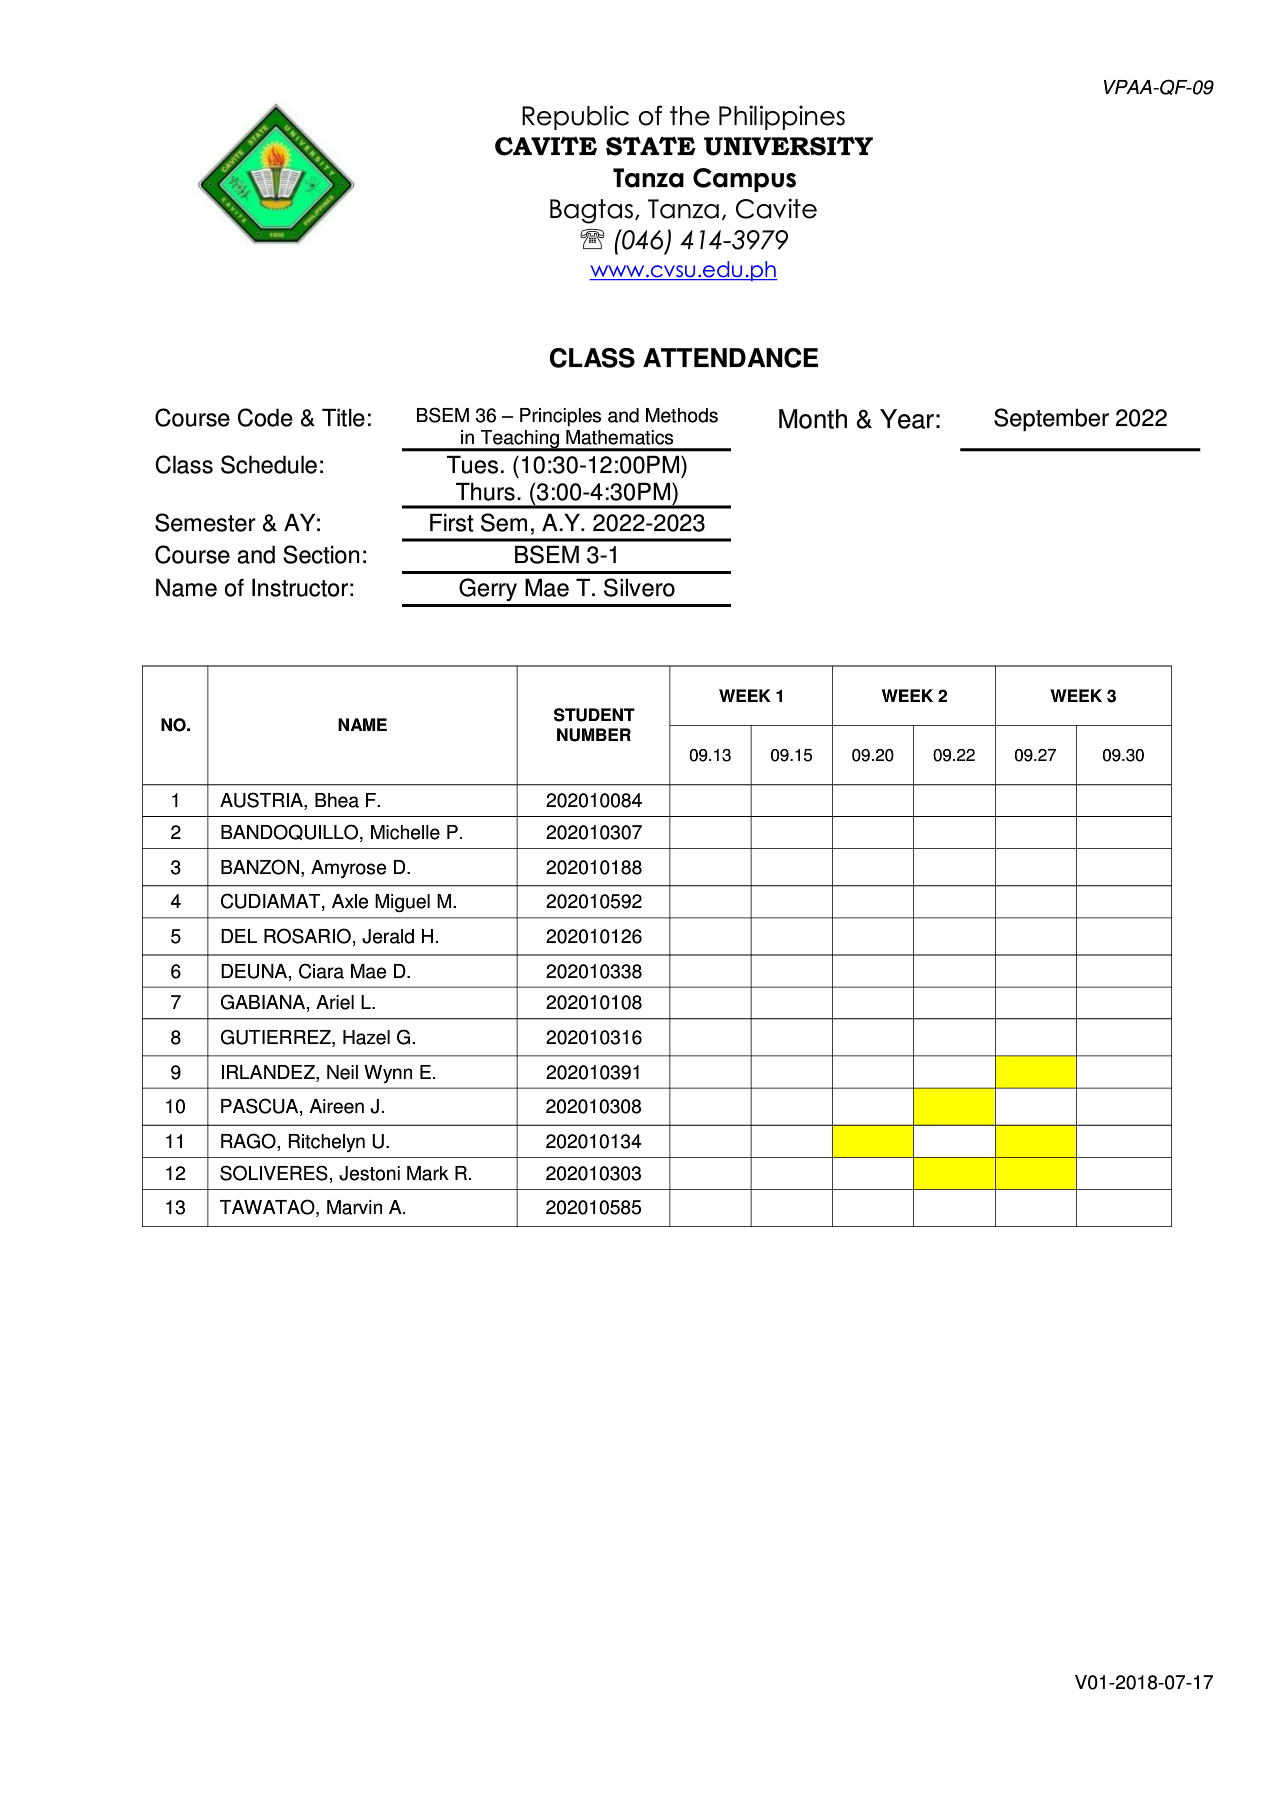 VPAA-QF-09
Republic of the Philippines
CAVITE STATE UNIVERSITY
Tanza Campus
Bagtas, Tanza, Cavite
☏ (046) 414-3979
www.cvsu.edu.ph
CAVITE STATE UNIVERSITY
CAVITE
PHILIPPINES
1906
CLASS ATTENDANCE
Course Code & Title: BSEM 36 – Principles and Methods in Teaching Mathematics Month & Year: September 2022
Class Schedule: Tues. (10:30-12:00PM)
Thurs. (3:00-4:30PM)
Semester & AY: First Sem, A.Y. 2022-2023
Course and Section: BSEM 3-1
Name of Instructor: Gerry Mae T. Silvero
NO. NAME STUDENT NUMBER WEEK 1 WEEK 2 WEEK 3
09.13 09.15 09.20 09.22 09.27 09.30
1 AUSTRIA, Bhea F. 202010084
2 BANDOQUILLO, Michelle P. 202010307
3 BANZON, Amyrose D. 202010188
4 CUDIAMAT, Axle Miguel M. 202010592
5 DEL ROSARIO, Jerald H. 202010126
6 DEUNA, Ciara Mae D. 202010338
7 GABIANA, Ariel L. 202010108
8 GUTIERREZ, Hazel G. 202010316
9 IRLANDEZ, Neil Wynn E. 202010391
10 PASCUA, Aireen J. 202010308
11 RAGO, Ritchelyn U. 202010134
12 SOLIVERES, Jestoni Mark R. 202010303
13 TAWATAO, Marvin A. 202010585
V01-2018-07-17